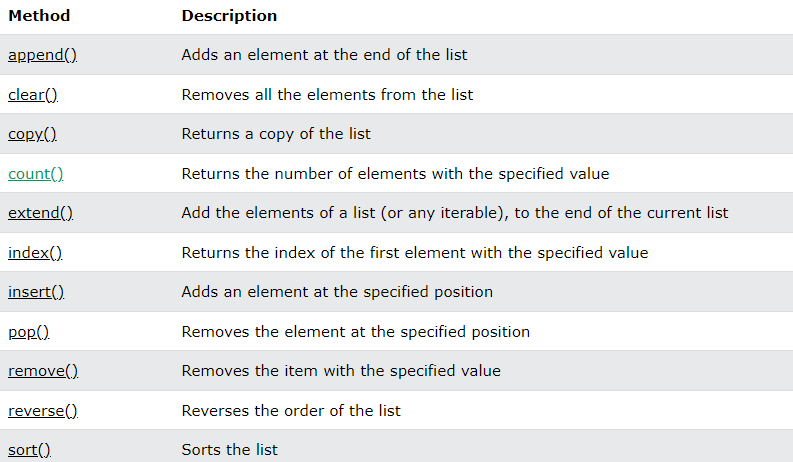 Method Description
append() Adds an element at the end of the list
clear() Removes all the elements from the list
copy() Returns a copy of the list
count() Returns the number of elements with the specified value
extend() Add the elements of a list (or any iterable), to the end of the current list
index() Returns the index of the first element with the specified value
insert() Adds an element at the specified position
pop() Removes the element at the specified position
remove() Removes the item with the specified value
reverse() Reverses the order of the list
sort() Sorts the list